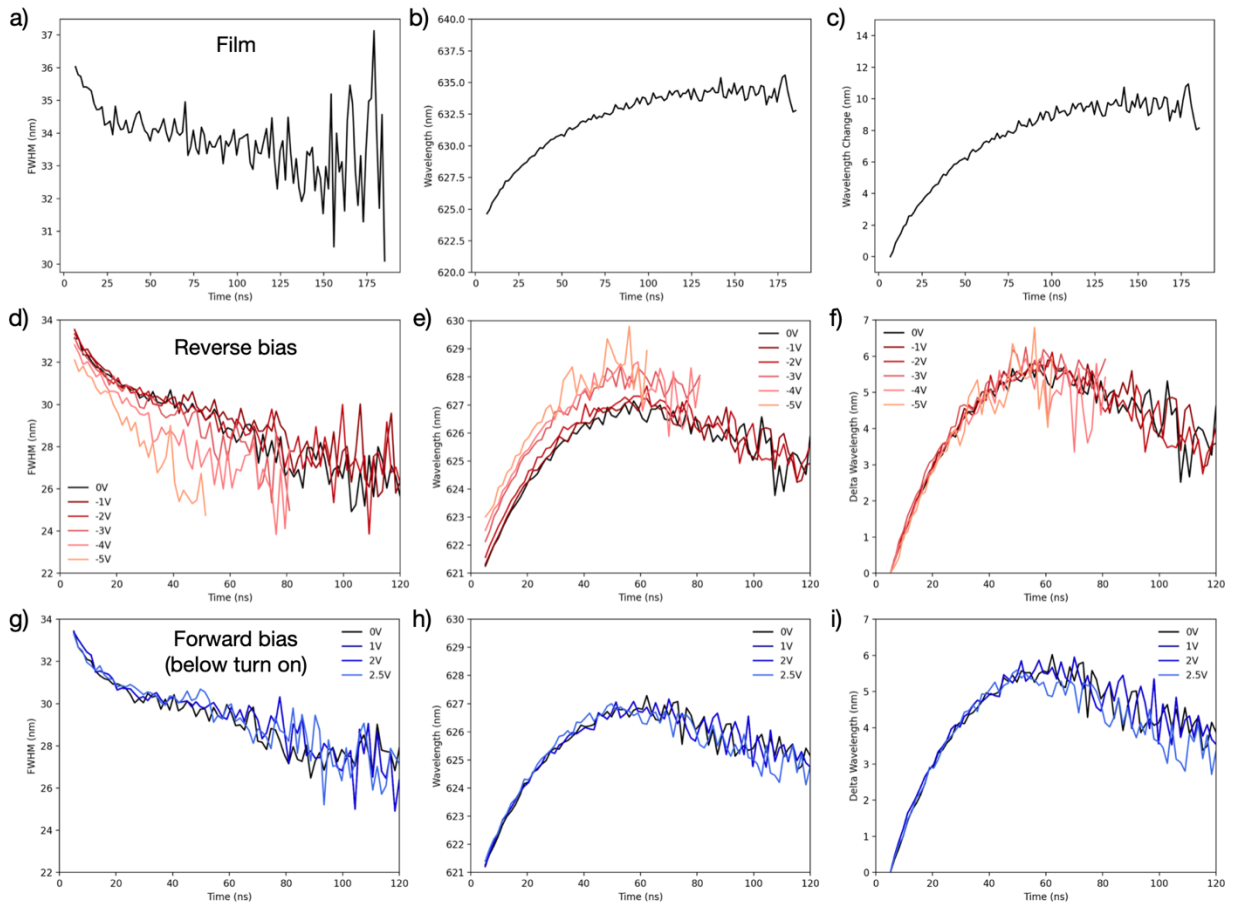 a)
Film
FWHM (nm)
37
36
35
34
33
32
31
30
0 25 50 75 100 125 150 175
Time (ns)
b)
Wavelength (nm)
640.0
637.5
635.0
632.5
630.0
627.5
625.0
622.5
620.0
0 25 50 75 100 125 150 175
Time (ns)
c)
Wavelength Change (nm)
14
12
10
8
6
4
2
0
0 25 50 75 100 125 150 175
Time (ns)
d)
Reverse bias
FWHM (nm)
34
32
30
28
26
24
22
0V
-1V
-2V
-3V
-4V
-5V
0 20 40 60 80 100 120
Time (ns)
e)
Wavelength (nm)
630
629
628
627
626
625
624
623
622
621
0V
-1V
-2V
-3V
-4V
-5V
0 20 40 60 80 100 120
Time (ns)
f)
Delta Wavelength (nm)
7
6
5
4
3
2
1
0
0V
-1V
-2V
-3V
-4V
-5V
0 20 40 60 80 100 120
Time (ns)
g)
Forward bias
(below turn on)
FWHM (nm)
34
32
30
28
26
24
22
0V
1V
2V
2.5V
0 20 40 60 80 100 120
Time (ns)
h)
Wavelength (nm)
630
629
628
627
626
625
624
623
622
621
0V
1V
2V
2.5V
0 20 40 60 80 100 120
Time (ns)
i)
Delta Wavelength (nm)
7
6
5
4
3
2
1
0
0V
1V
2V
2.5V
0 20 40 60 80 100 120
Time (ns)